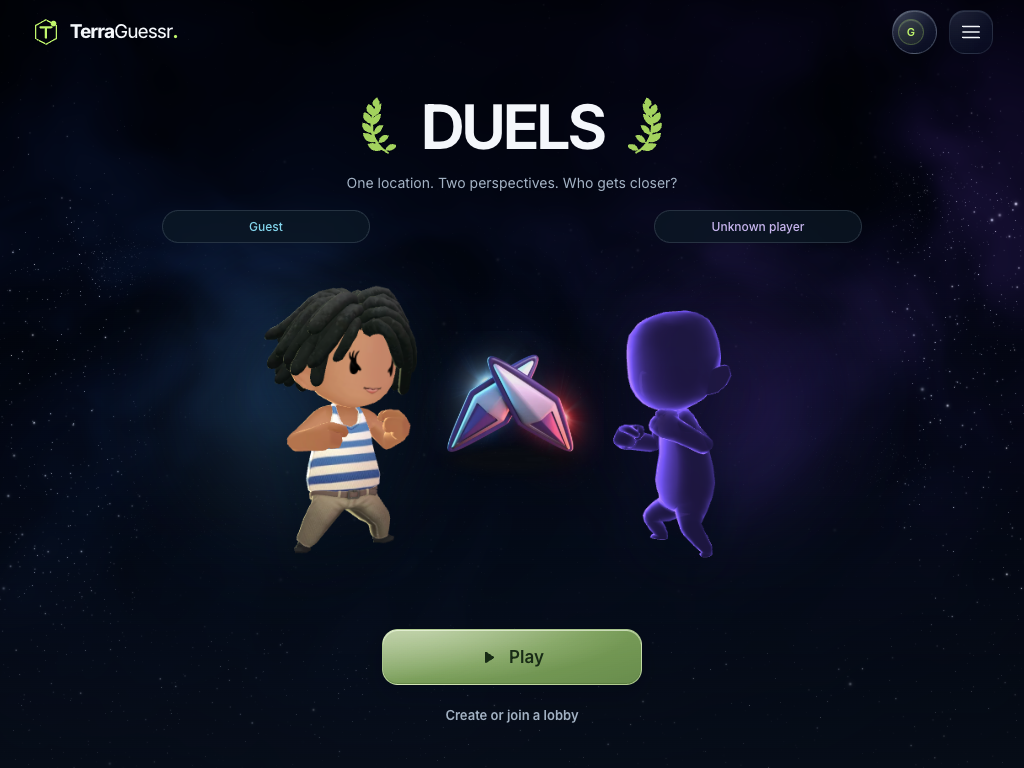 TerraGuessr.
G
DUELS
One location. Two perspectives. Who gets closer?
Guest
Unknown player
Play
Create or join a lobby